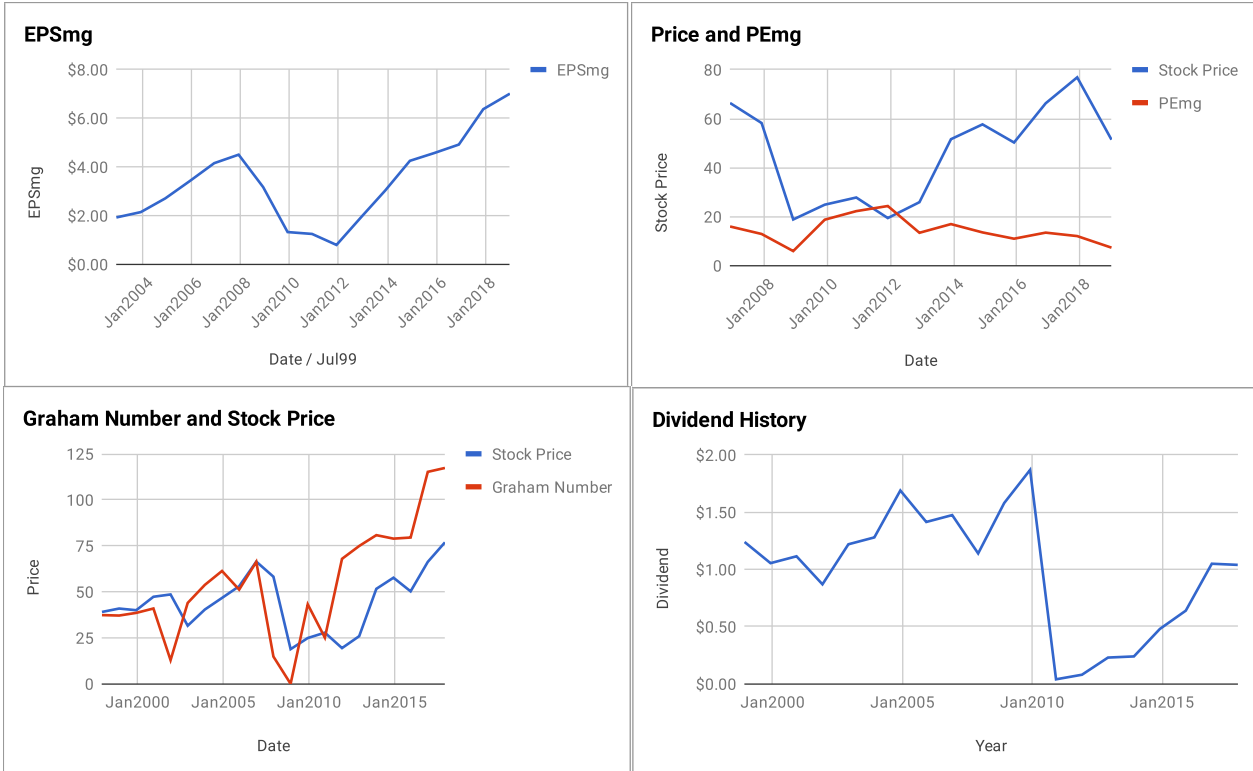 EPSmg
EPSmg
$8.00
$6.00
$4.00
$2.00
$0.00
EPSmg
Jan2004
Jan2006
Jan2008
Jan2010
Jan2012
Jan2014
Jan2016
Jan2018
Date / Jul99
Price and PEmg
Stock Price
PEmg
80
60
40
20
0
Stock Price
Jan2008
Jan2010
Jan2012
Jan2014
Jan2016
Jan2018
Date
Graham Number and Stock Price
Stock Price
Graham Number
125
100
75
50
25
0
Price
Jan2000
Jan2005
Jan2010
Jan2015
Date
Dividend History
$2.00
$1.50
$1.00
$0.50
$0.00
Dividend
Jan2000
Jan2005
Jan2010
Jan2015
Year